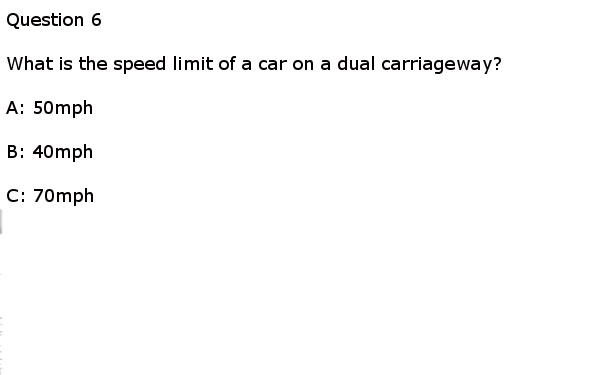 Question 6
What is the speed limit of a car on a dual carriageway?
A: 50mph
B: 40mph
C: 70mph